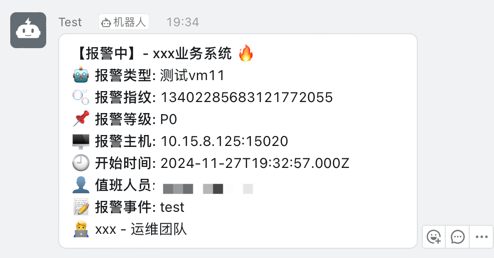 Test 机器人 19:34
【报警中】- xxx业务系统 🔥
🤖 报警类型: 测试vm11
🫧 报警指纹: 13402285683121772055
📌 报警等级: P0
🖥 报警主机: 10.15.8.125:15020
🕘 开始时间: 2024-11-27T19:32:57.000Z
👤 值班人员:
📝 报警事件: test
🧑‍💻 xxx - 运维团队